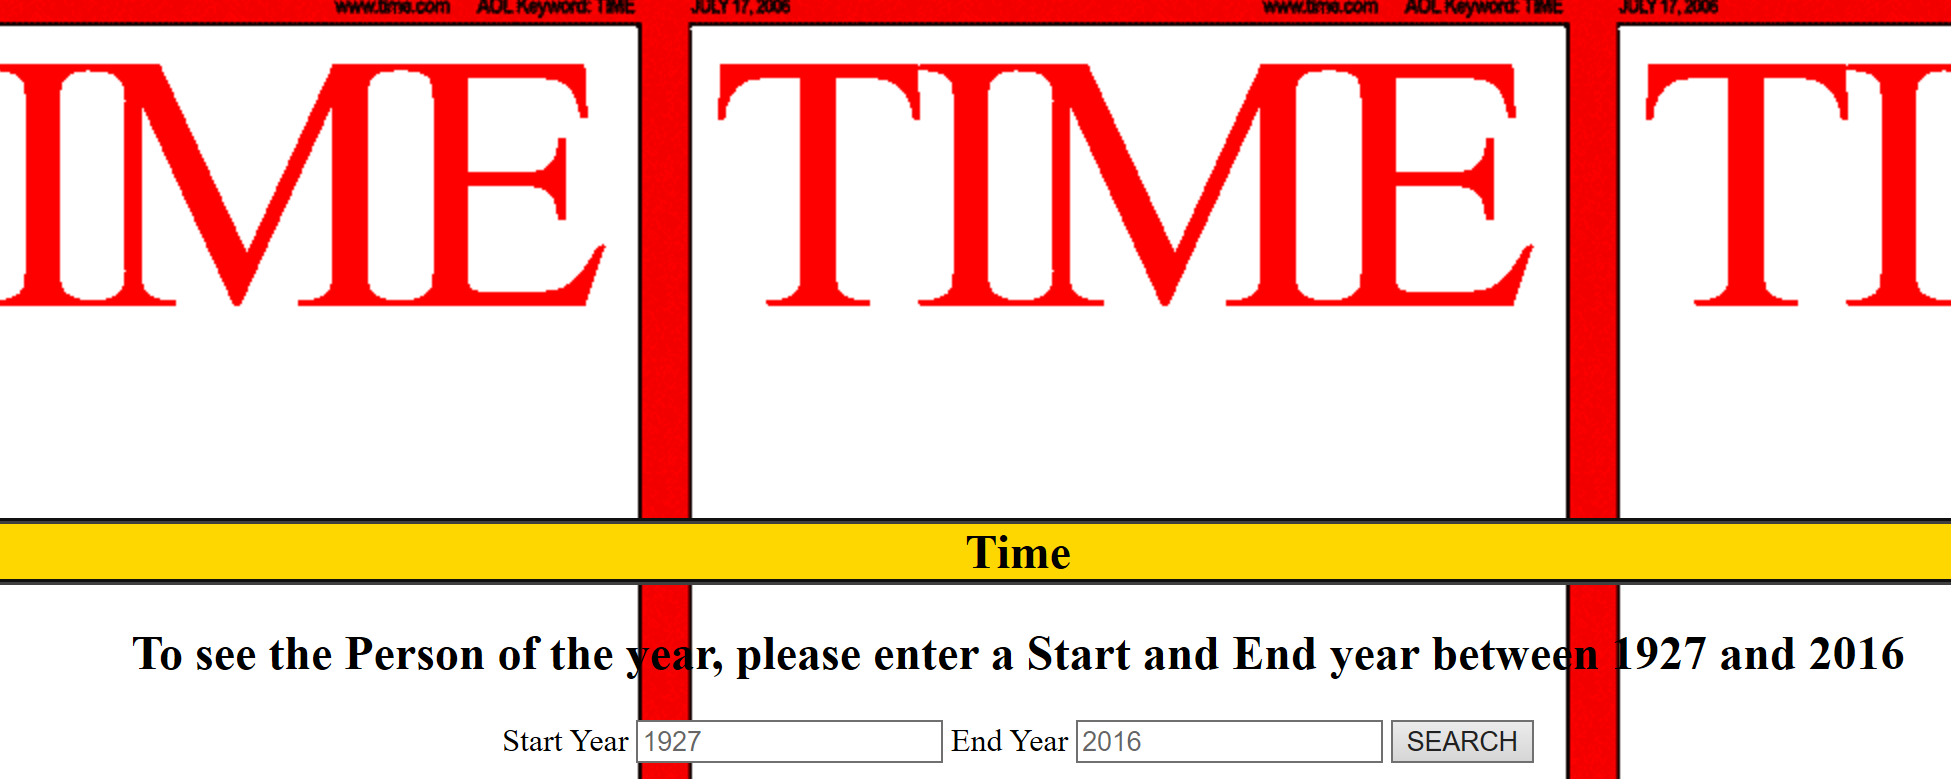 www.time.com AOL Keyword: TIME JULY 17, 2006 www.time.com AOL Keyword: TIME JULY 17, 2006
IME TIME TI
Time
To see the Person of the year, please enter a Start and End year between 1927 and 2016
Start Year 1927 End Year 2016 SEARCH